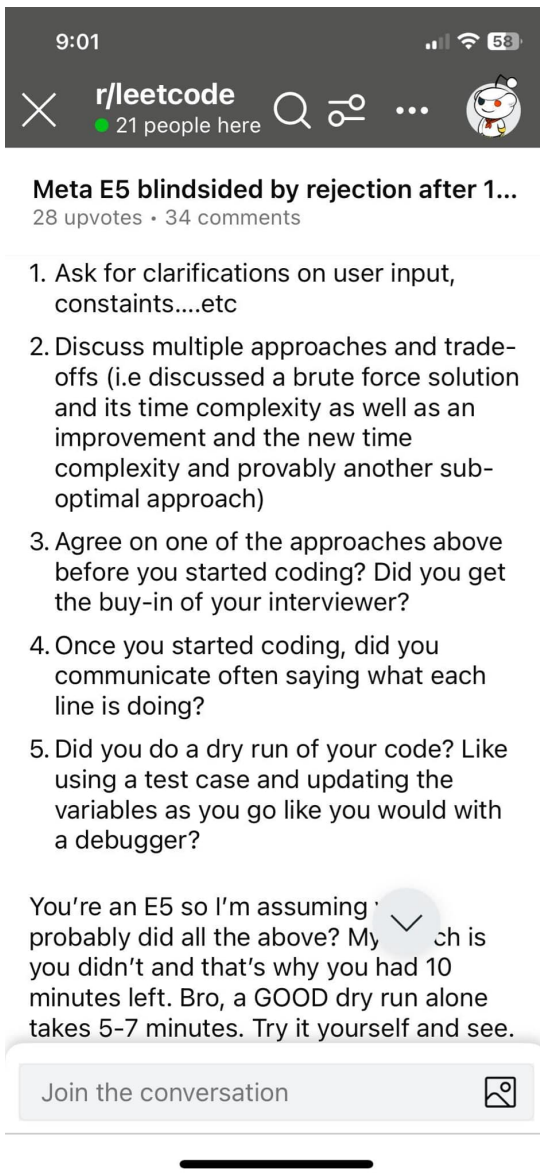 9:01
58
r/leetcode
21 people here
Meta E5 blindsided by rejection after 1...
28 upvotes • 34 comments
1. Ask for clarifications on user input,
constaints....etc
2. Discuss multiple approaches and trade-
offs (i.e discussed a brute force solution
and its time complexity as well as an
improvement and the new time
complexity and provably another sub-
optimal approach)
3. Agree on one of the approaches above
before you started coding? Did you get
the buy-in of your interviewer?
4. Once you started coding, did you
communicate often saying what each
line is doing?
5. Did you do a dry run of your code? Like
using a test case and updating the
variables as you go like you would with
a debugger?
You’re an E5 so I’m assuming
probably did all the above? My is
you didn’t and that’s why you had 10
minutes left. Bro, a GOOD dry run alone
takes 5-7 minutes. Try it yourself and see.
Join the conversation